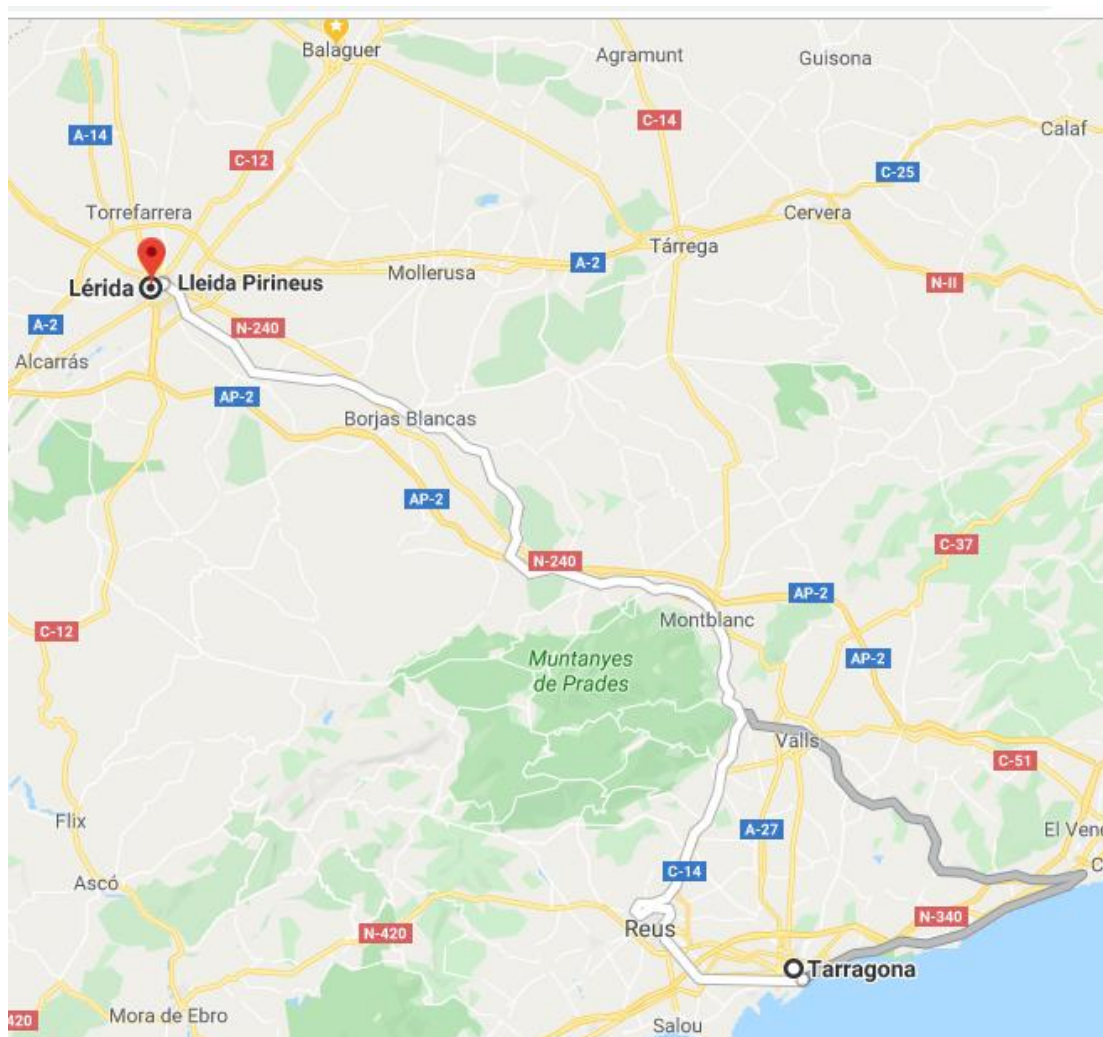 Balaguer
Agramunt
Guisona
C-14
Calaf
A-14
C-12
C-25
Torrefarrera
Cervera
Tárrega
Mollerusa
A-2
Lérida
Lleida Pirineus
N-II
A-2
N-240
Alcarrás
AP-2
Borjas Blancas
AP-2
C-37
N-240
AP-2
Montblanc
C-12
Muntanyes
de Prades
AP-2
Valls
C-51
Flix
A-27
El Vene
C
C-14
Ascó
N-340
Reus
N-420
Tarragona
Mora de Ebro
420
Salou